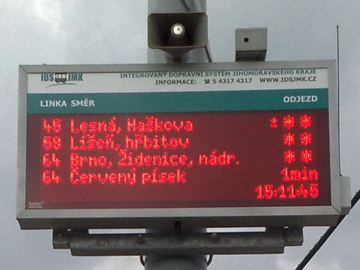 IDS JMK
INTEGROVANÝ DOPRAVNÍ SYSTÉM JIHOMORAVSKÉHO KRAJE
INFORMACE: ☎ 5 4317 4317 WWW.IDSJMK.CZ
LINKA SMĚR ODJEZD
45 Lesná, Haškova ± ** **
58 Líšeň, hřbitov ** **
64 Brno, Židenice, nádr. ** **
64 Červený písek 1min
15:11:45